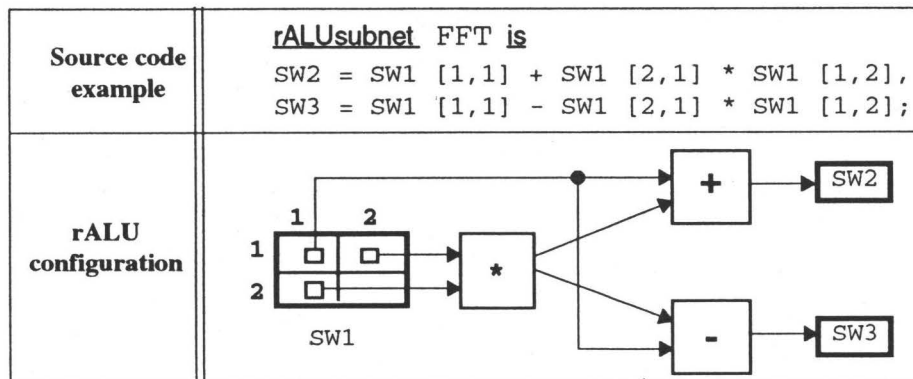 Source code
example
rALUsubnet FFT is
SW2 = SW1 [1,1] + SW1 [2,1] * SW1 [1,2],
SW3 = SW1 [1,1] - SW1 [2,1] * SW1 [1,2];
rALU
configuration
1 2
1
2
SW1
*
+
-
SW2
SW3